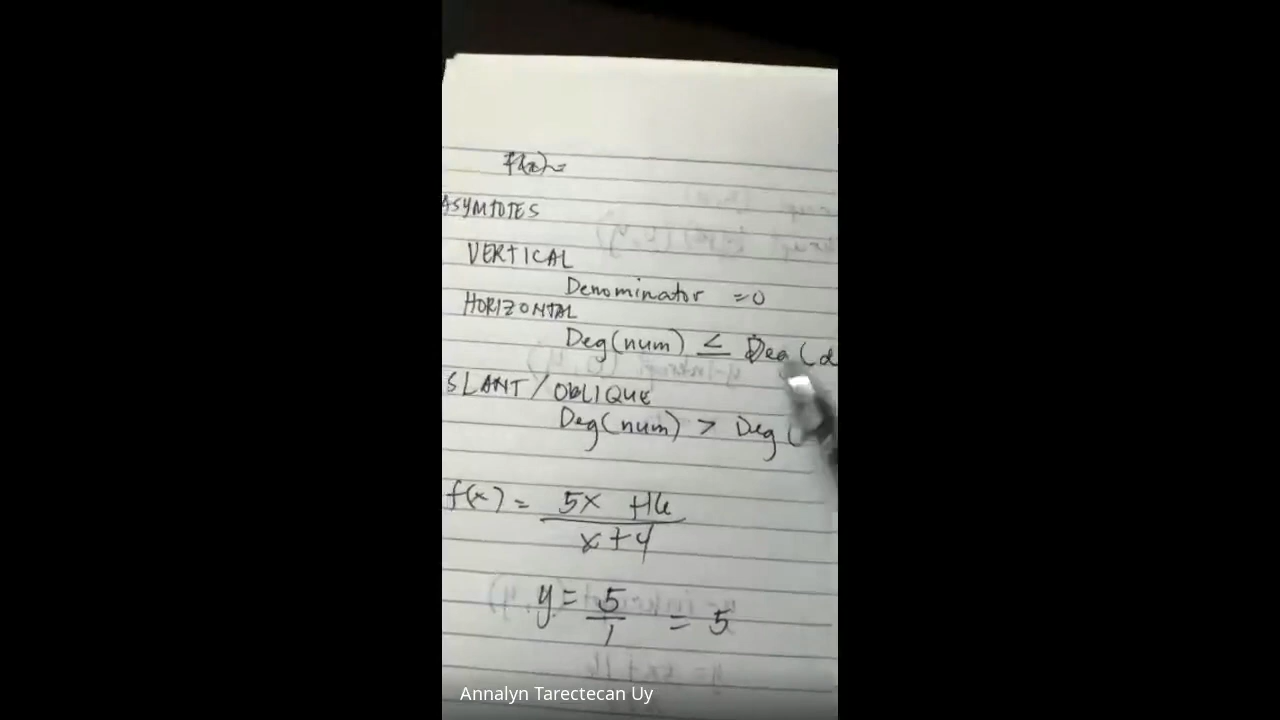 f(x) =
ASYMTOTES
VERTICAL
Denominator = 0
HORIZONTAL
Deg(num) ≤ Deg(d
SLANT/OBLIQUE
Deg(num) > Deg(
f(x) = 5x +16
x+4
y = 5 = 5
1
Annalyn Tarectecan Uy